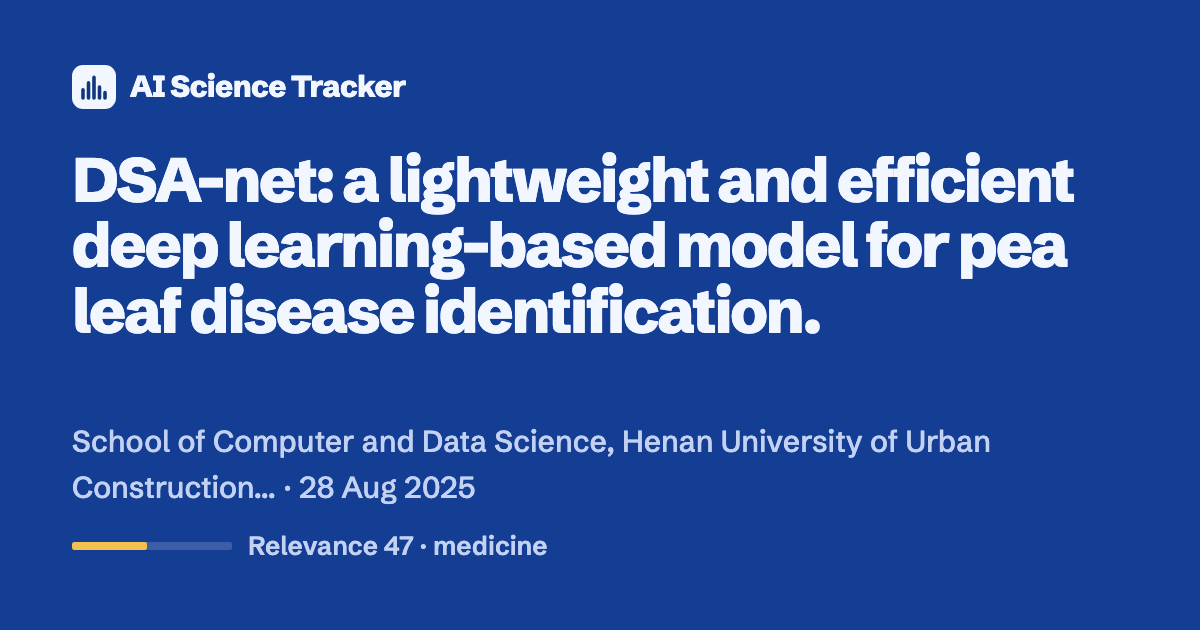 AI Science Tracker
DSA-net: a lightweight and efficient
deep learning-based model for pea
leaf disease identification.
School of Computer and Data Science, Henan University of Urban
Construction... · 28 Aug 2025
Relevance 47 · medicine